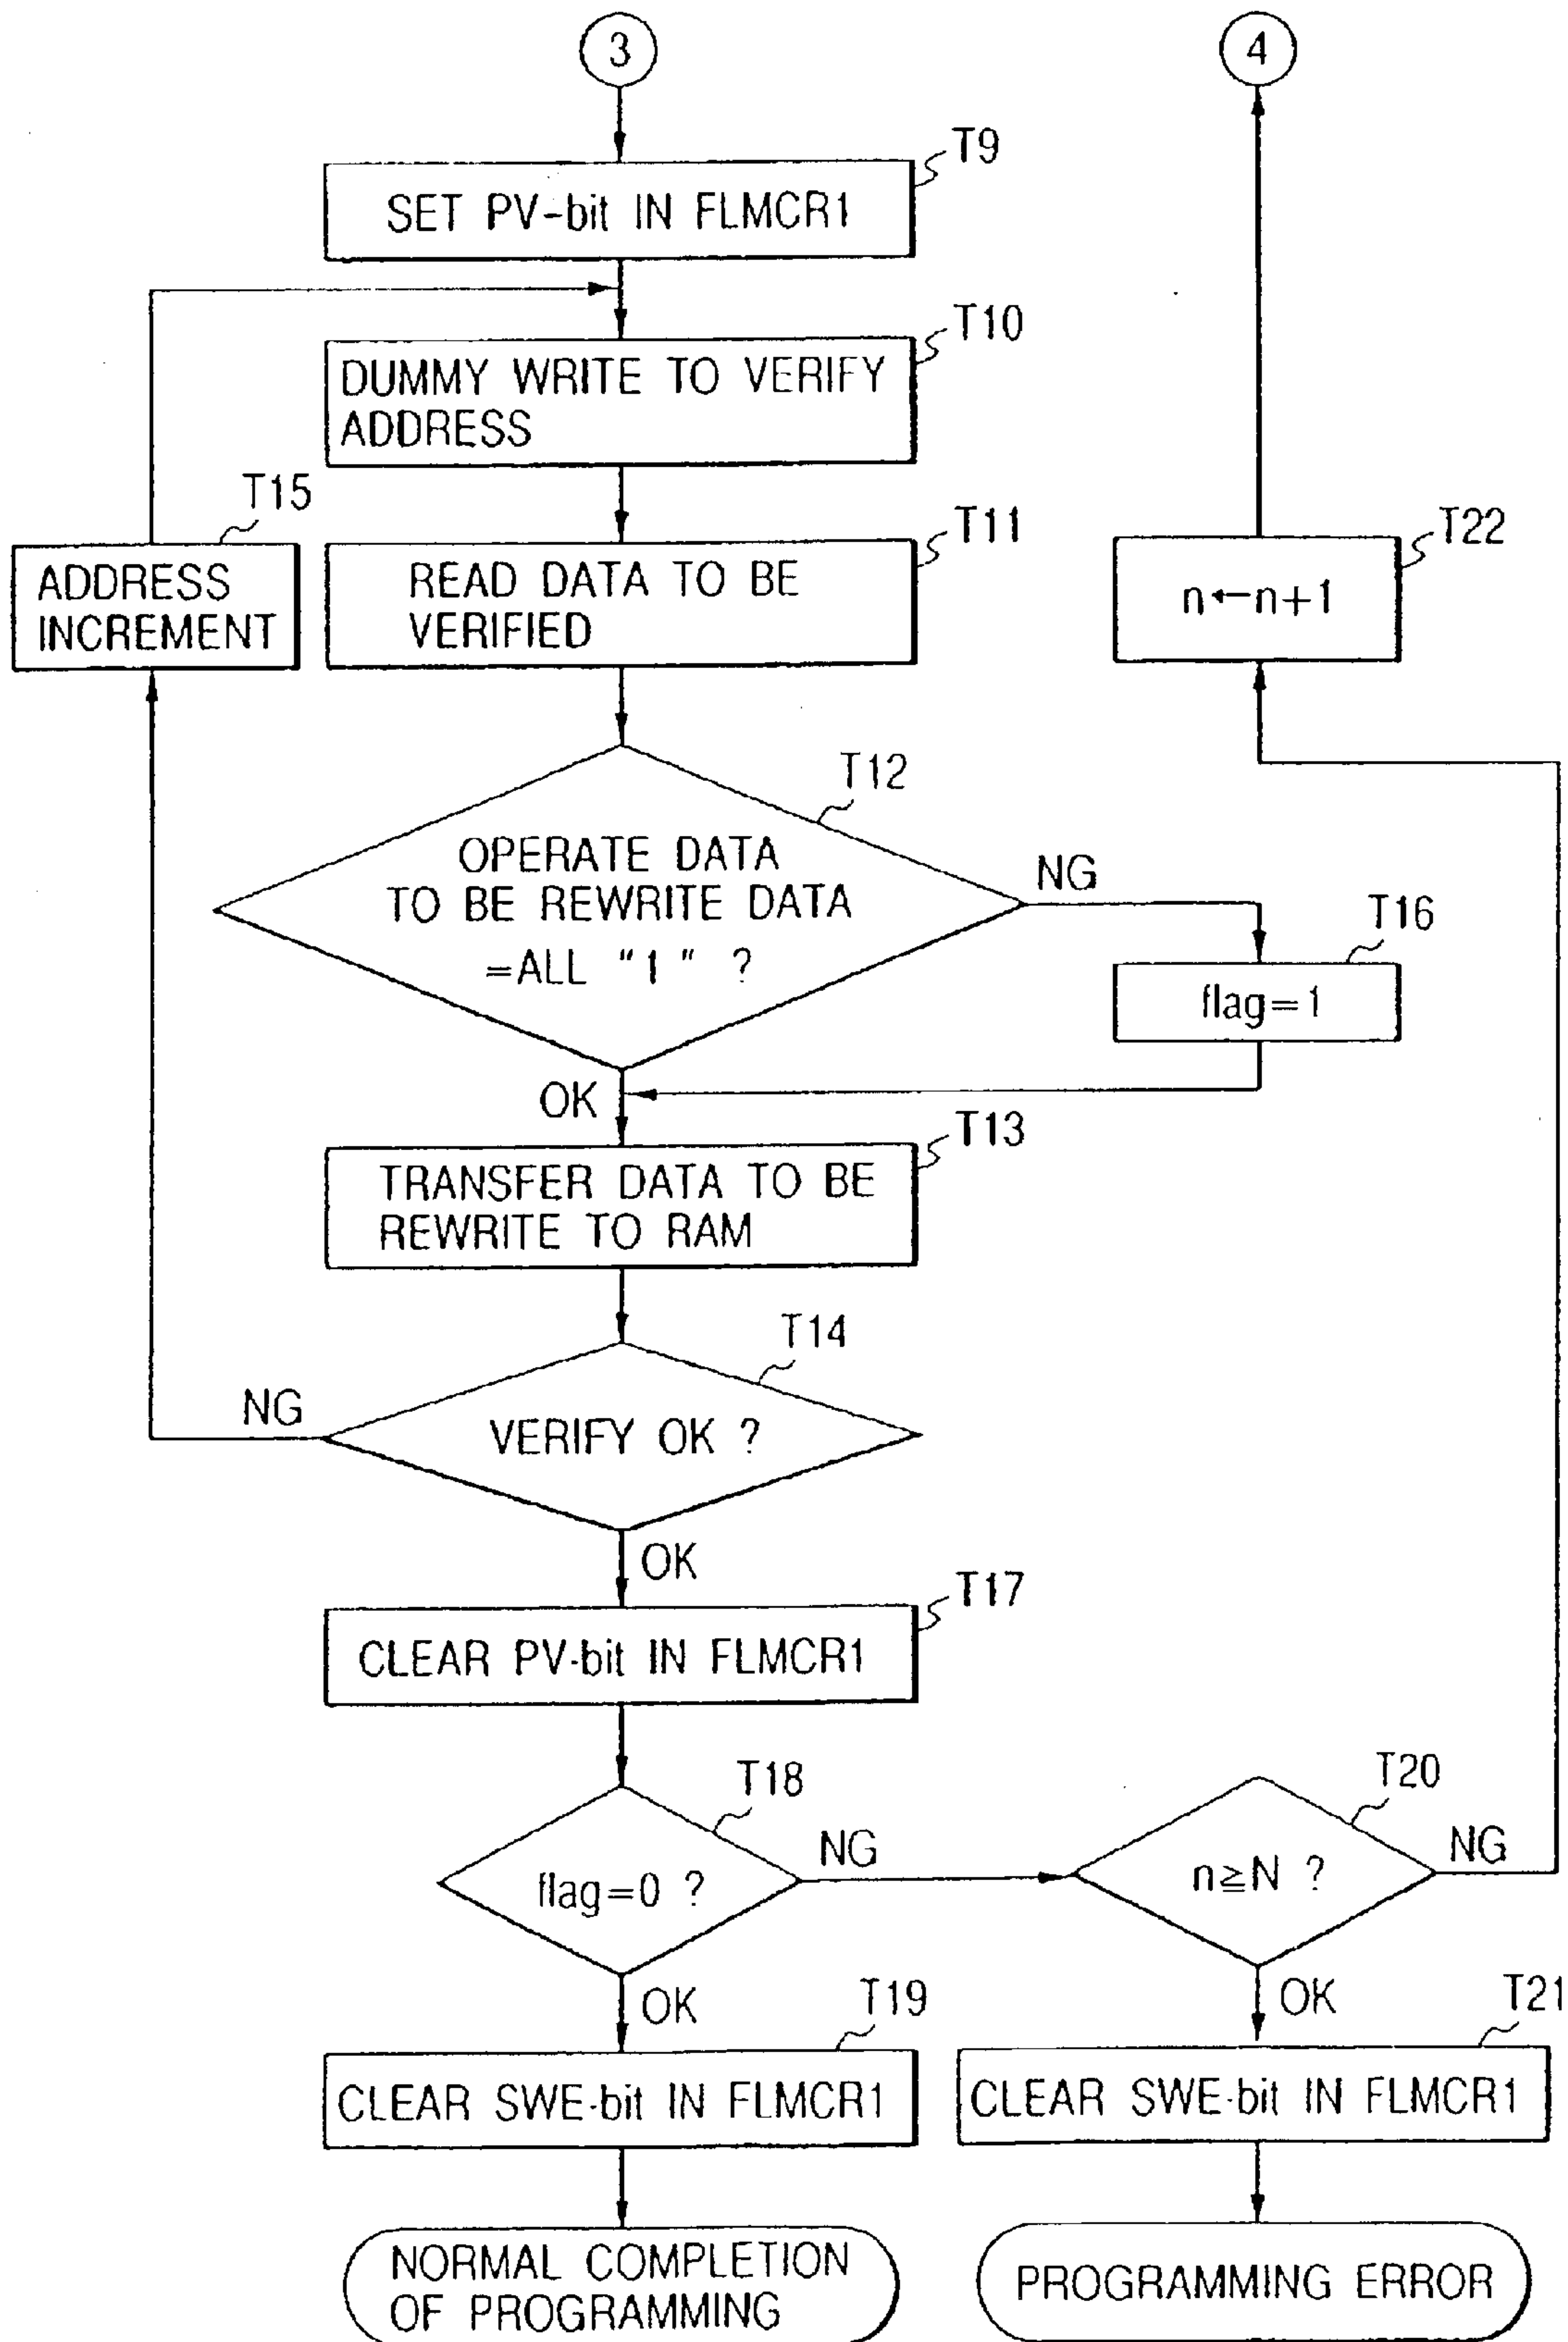 3
4
T9
SET PV-bit IN FLMCR1
T10
DUMMY WRITE TO VERIFY
ADDRESS
T15
ADDRESS
INCREMENT
T11
READ DATA TO BE
VERIFIED
T22
n←n+1
T12
OPERATE DATA
TO BE REWRITE DATA
=ALL "1" ?
NG
T16
flag=1
OK
T13
TRANSFER DATA TO BE
REWRITE TO RAM
T14
NG
VERIFY OK ?
OK
T17
CLEAR PV-bit IN FLMCR1
T18
flag=0 ?
NG
T20
n≧N ?
NG
OK
T19
CLEAR SWE-bit IN FLMCR1
OK
T21
CLEAR SWE-bit IN FLMCR1
NORMAL COMPLETION
OF PROGRAMMING
PROGRAMMING ERROR